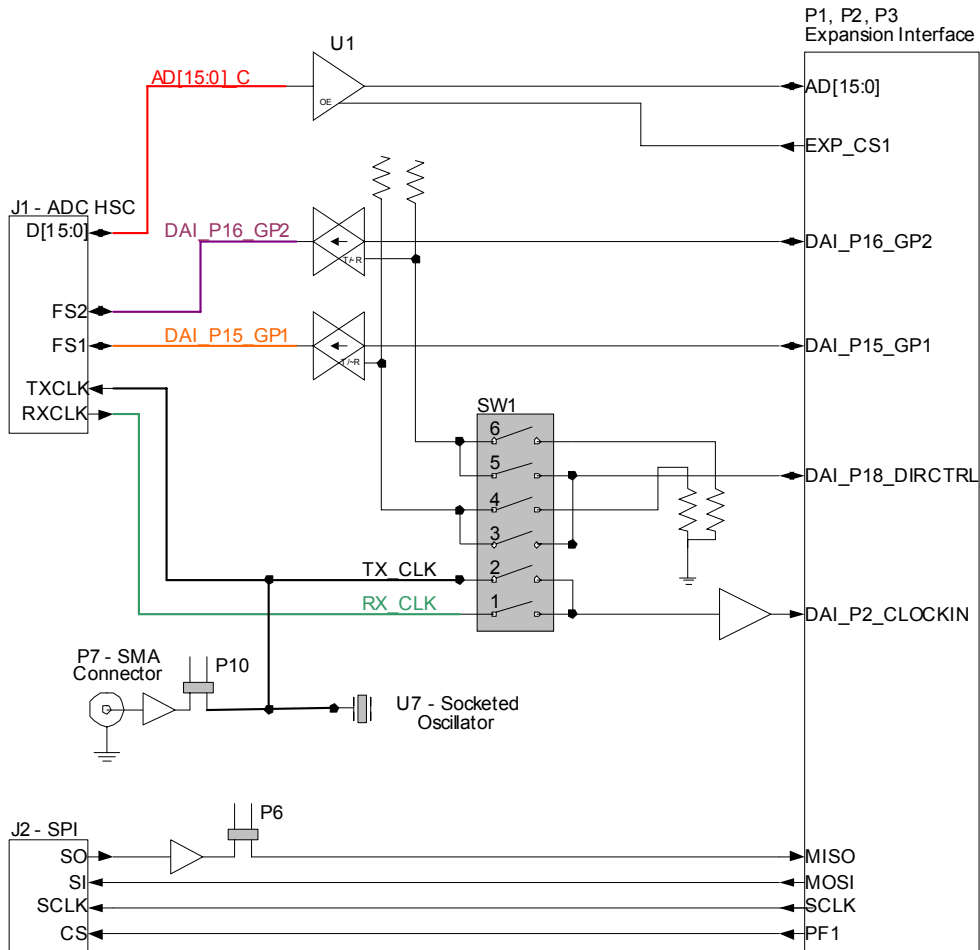 P1, P2, P3
Expansion Interface
U1
AD[15:0]_C
OE
AD[15:0]
EXP_CS1
J1 - ADC HSC
D[15:0]
DAI_P16_GP2
T/~R
DAI_P16_GP2
FS2
FS1
DAI_P15_GP1
T/~R
DAI_P15_GP1
TXCLK
RXCLK
SW1
6
5
DAI_P18_DIRCTRL
4
3
TX_CLK
2
RX_CLK
1
DAI_P2_CLOCKIN
P7 - SMA
Connector
P10
U7 - Socketed
Oscillator
P6
J2 - SPI
SO
MISO
SI
MOSI
SCLK
SCLK
CS
PF1